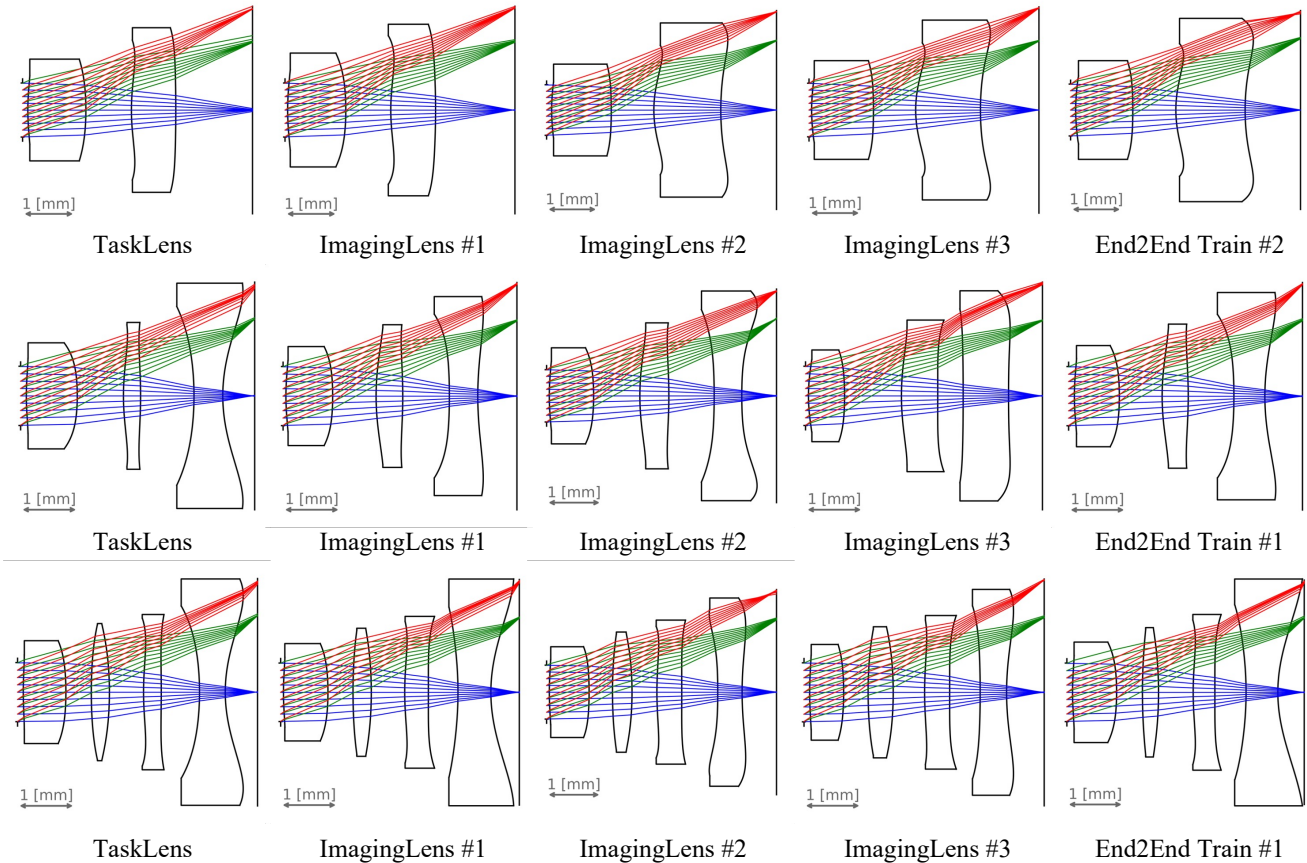 1 [mm] 1 [mm] 1 [mm] 1 [mm] 1 [mm]
TaskLens ImagingLens #1 ImagingLens #2 ImagingLens #3 End2End Train #2
1 [mm] 1 [mm] 1 [mm] 1 [mm] 1 [mm]
TaskLens ImagingLens #1 ImagingLens #2 ImagingLens #3 End2End Train #1
1 [mm] 1 [mm] 1 [mm] 1 [mm] 1 [mm]
TaskLens ImagingLens #1 ImagingLens #2 ImagingLens #3 End2End Train #1